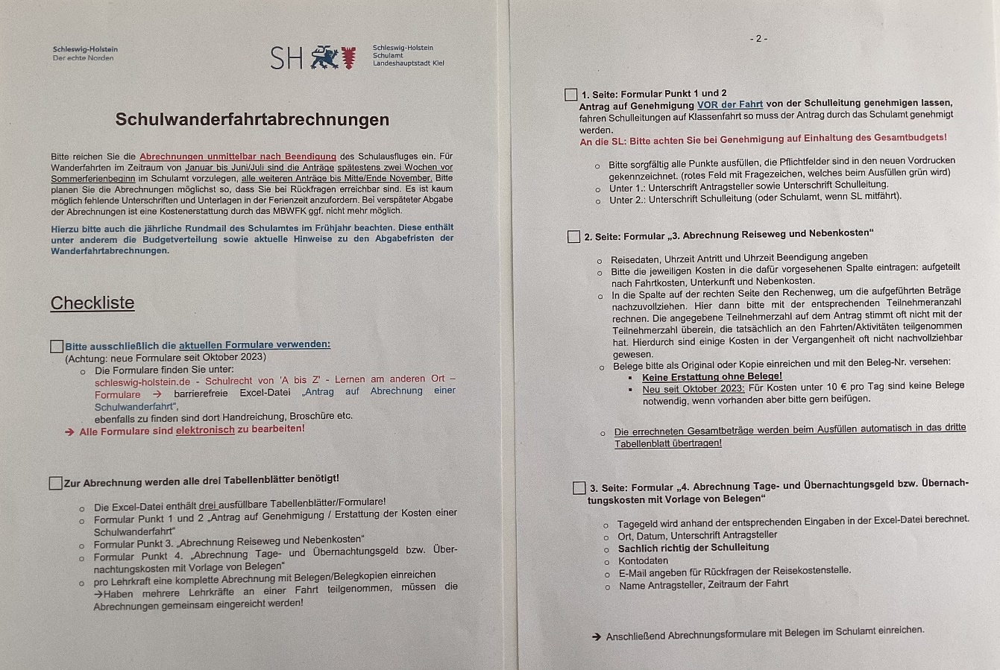 Schleswig-Holstein
Der echte Norden
SH
Schleswig-Holstein
Schulamt
Landeshauptstadt Kiel
Schulwanderfahrtabrechnungen
Bitte reichen Sie die Abrechnungen unmittelbar nach Beendigung des Schulausfluges ein. Für
Wanderfahrten im Zeitraum von Januar bis Juni/Juli sind die Anträge spätestens zwei Wochen vor
Sommerferienbeginn im Schulamt vorzulegen, alle weiteren Anträge bis Mitte/Ende November. Bitte
planen Sie die Abrechnungen möglichst so, dass Sie bei Rückfragen erreichbar sind. Es ist kaum
möglich fehlende Unterschriften und Unterlagen in der Ferienzeit anzufordern. Bei verspäteter Abgabe
der Abrechnungen ist eine Kostenerstattung durch das MBWFK ggf. nicht mehr möglich.
Hierzu bitte auch die jährliche Rundmail des Schulamtes im Frühjahr beachten. Diese enthält
unter anderem die Budgetverteilung sowie aktuelle Hinweise zu den Abgabefristen der
Wanderfahrtabrechnungen.
Checkliste
Bitte ausschließlich die aktuellen Formulare verwenden:
(Achtung: neue Formulare seit Oktober 2023)
o Die Formulare finden Sie unter:
schleswig-holstein.de - Schulrecht von 'A bis Z' - Lernen am anderen Ort –
Formulare → barrierefreie Excel-Datei „Antrag auf Abrechnung einer
Schulwanderfahrt“,
ebenfalls zu finden sind dort Handreichung, Broschüre etc.
→ Alle Formulare sind elektronisch zu bearbeiten!
Zur Abrechnung werden alle drei Tabellenblätter benötigt!
o Die Excel-Datei enthält drei ausfüllbare Tabellenblätter/Formulare!
o Formular Punkt 1 und 2 „Antrag auf Genehmigung / Erstattung der Kosten einer
Schulwanderfahrt“
o Formular Punkt 3. „Abrechnung Reiseweg und Nebenkosten“
o Formular Punkt 4. „Abrechnung Tage- und Übernachtungsgeld bzw. Über-
nachtungskosten mit Vorlage von Belegen“
o pro Lehrkraft eine komplette Abrechnung mit Belegen/Belegkopien einreichen
→Haben mehrere Lehrkräfte an einer Fahrt teilgenommen, müssen die
Abrechnungen gemeinsam eingereicht werden!
- 2 -
1. Seite: Formular Punkt 1 und 2
Antrag auf Genehmigung VOR der Fahrt von der Schulleitung genehmigen lassen,
fahren Schulleitungen auf Klassenfahrt so muss der Antrag durch das Schulamt genehmigt
werden.
An die SL: Bitte achten Sie bei Genehmigung auf Einhaltung des Gesamtbudgets!
o Bitte sorgfältig alle Punkte ausfüllen, die Pflichtfelder sind in den neuen Vordrucken
gekennzeichnet. (rotes Feld mit Fragezeichen, welches beim Ausfüllen grün wird)
o Unter 1.: Unterschrift Antragsteller sowie Unterschrift Schulleitung.
o Unter 2.: Unterschrift Schulleitung (oder Schulamt, wenn SL mitfährt).
2. Seite: Formular „3. Abrechnung Reiseweg und Nebenkosten“
o Reisedaten, Uhrzeit Antritt und Uhrzeit Beendigung angeben
o Bitte die jeweiligen Kosten in die dafür vorgesehenen Spalte eintragen: aufgeteilt
nach Fahrtkosten, Unterkunft und Nebenkosten.
o In die Spalte auf der rechten Seite den Rechenweg, um die aufgeführten Beträge
nachzuvollziehen. Hier dann bitte mit der entsprechenden Teilnehmeranzahl
rechnen. Die angegebene Teilnehmerzahl auf dem Antrag stimmt oft nicht mit der
Teilnehmerzahl überein, die tatsächlich an den Fahrten/Aktivitäten teilgenommen
hat. Hierdurch sind einige Kosten in der Vergangenheit oft nicht nachvollziehbar
gewesen.
o Belege bitte als Original oder Kopie einreichen und mit den Beleg-Nr. versehen:
▪ Keine Erstattung ohne Belege!
▪ Neu seit Oktober 2023: Für Kosten unter 10 € pro Tag sind keine Belege
notwendig, wenn vorhanden aber bitte gern beifügen.
o Die errechneten Gesamtbeträge werden beim Ausfüllen automatisch in das dritte
Tabellenblatt übertragen!
3. Seite: Formular „4. Abrechnung Tage- und Übernachtungsgeld bzw. Übernach-
tungskosten mit Vorlage von Belegen“
o Tagegeld wird anhand der entsprechenden Eingaben in der Excel-Datei berechnet.
o Ort, Datum, Unterschrift Antragsteller
o Sachlich richtig der Schulleitung
o Kontodaten
o E-Mail angeben für Rückfragen der Reisekostenstelle.
o Name Antragsteller, Zeitraum der Fahrt
→ Anschließend Abrechnungsformulare mit Belegen im Schulamt einreichen.